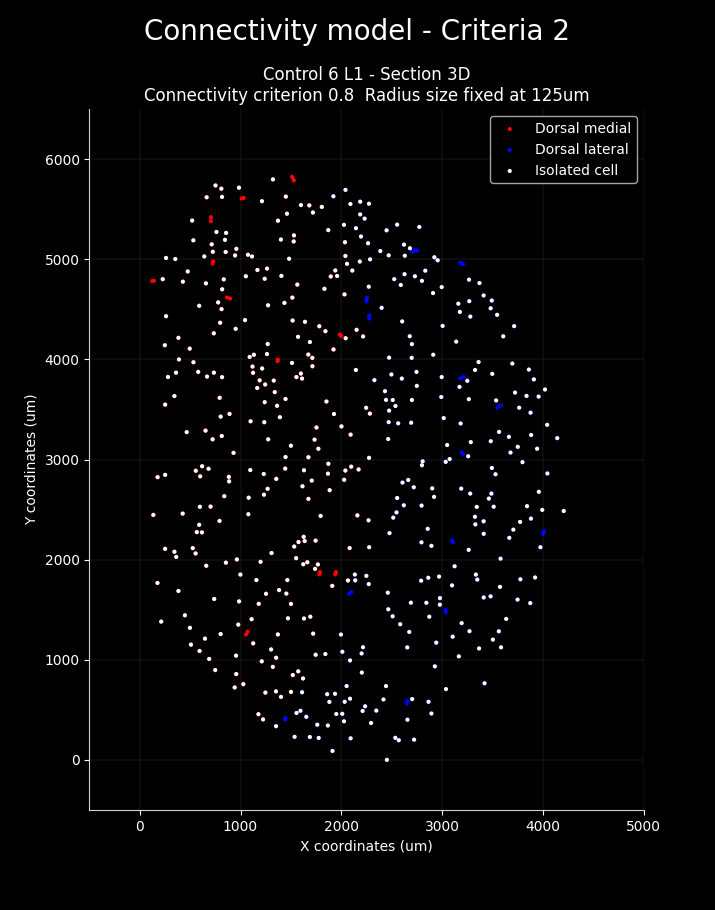 Connectivity model - Criteria 2
Control 6 L1 - Section 3D
Connectivity criterion 0.8  Radius size fixed at 125um
Dorsal medial
Dorsal lateral
Isolated cell
6000
5000
4000
3000
2000
1000
0
Y coordinates (um)
0 1000 2000 3000 4000 5000
X coordinates (um)